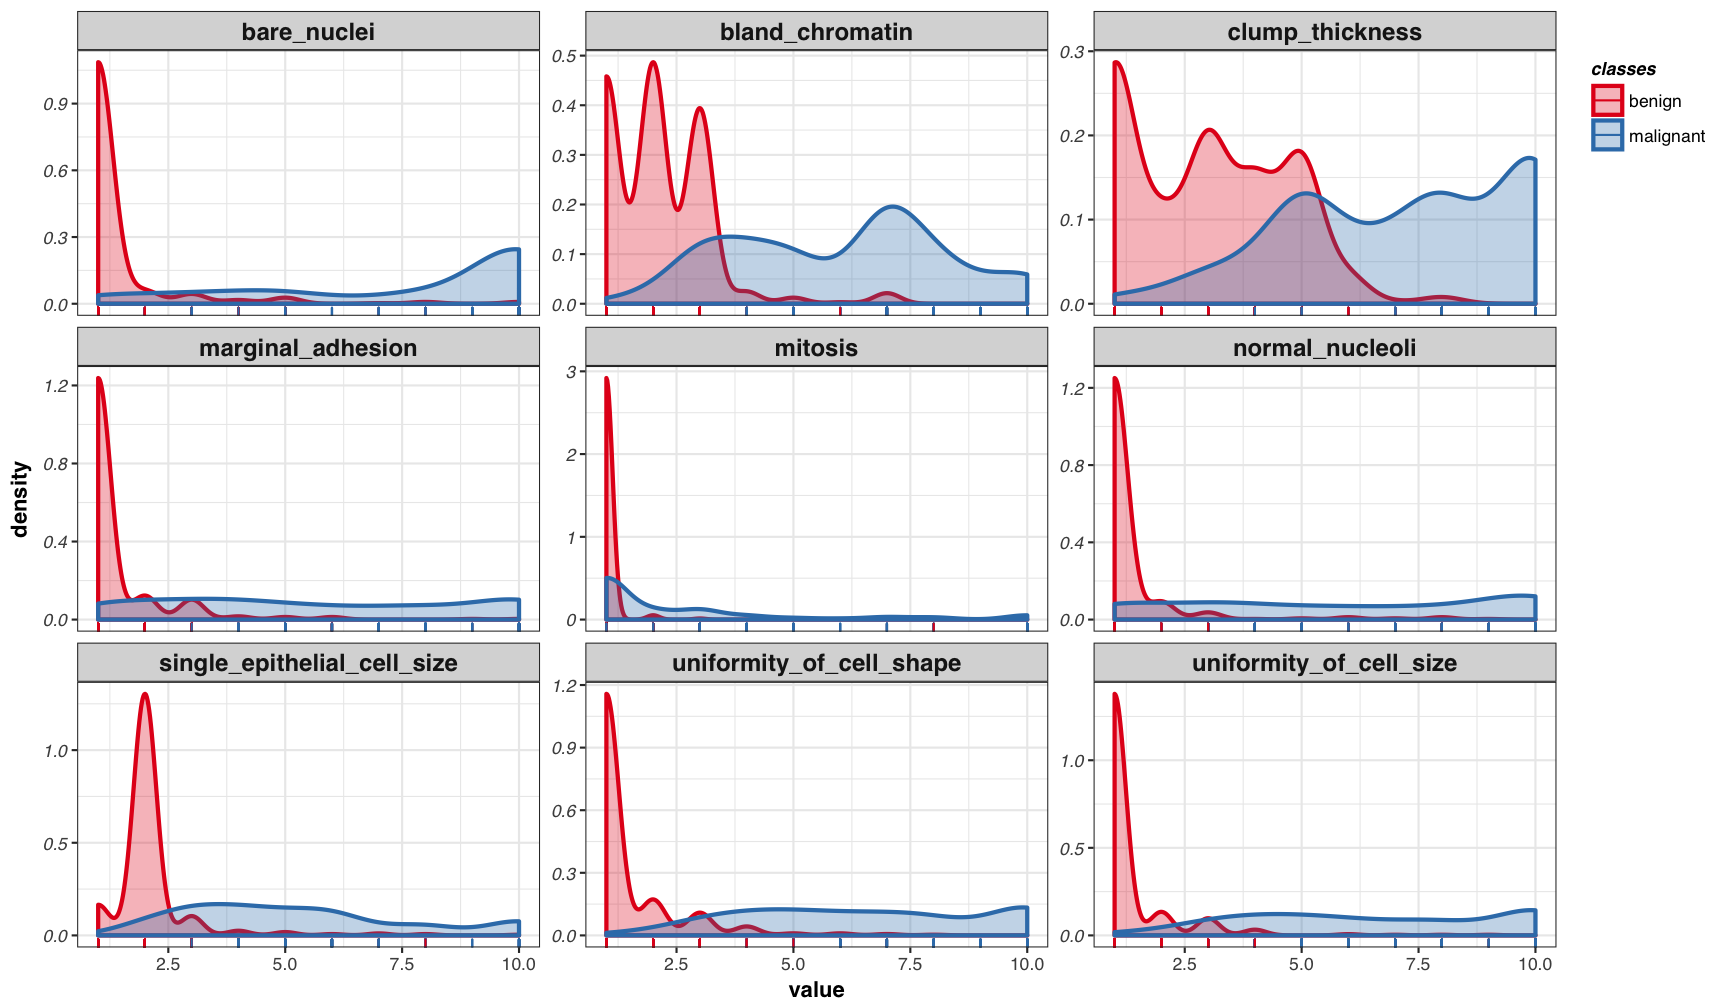 bare_nuclei
bland_chromatin
clump_thickness
0.9
0.6
0.3
0.0
0.5
0.4
0.3
0.2
0.1
0.0
0.3
0.2
0.1
0.0
classes
benign
malignant
marginal_adhesion
mitosis
normal_nucleoli
1.2
0.8
0.4
0.0
3
2
1
0
1.2
0.8
0.4
0.0
density
single_epithelial_cell_size
uniformity_of_cell_shape
uniformity_of_cell_size
1.0
0.5
0.0
1.2
0.9
0.6
0.3
0.0
1.0
0.5
0.0
2.5 5.0 7.5 10.0
2.5 5.0 7.5 10.0
2.5 5.0 7.5 10.0
value